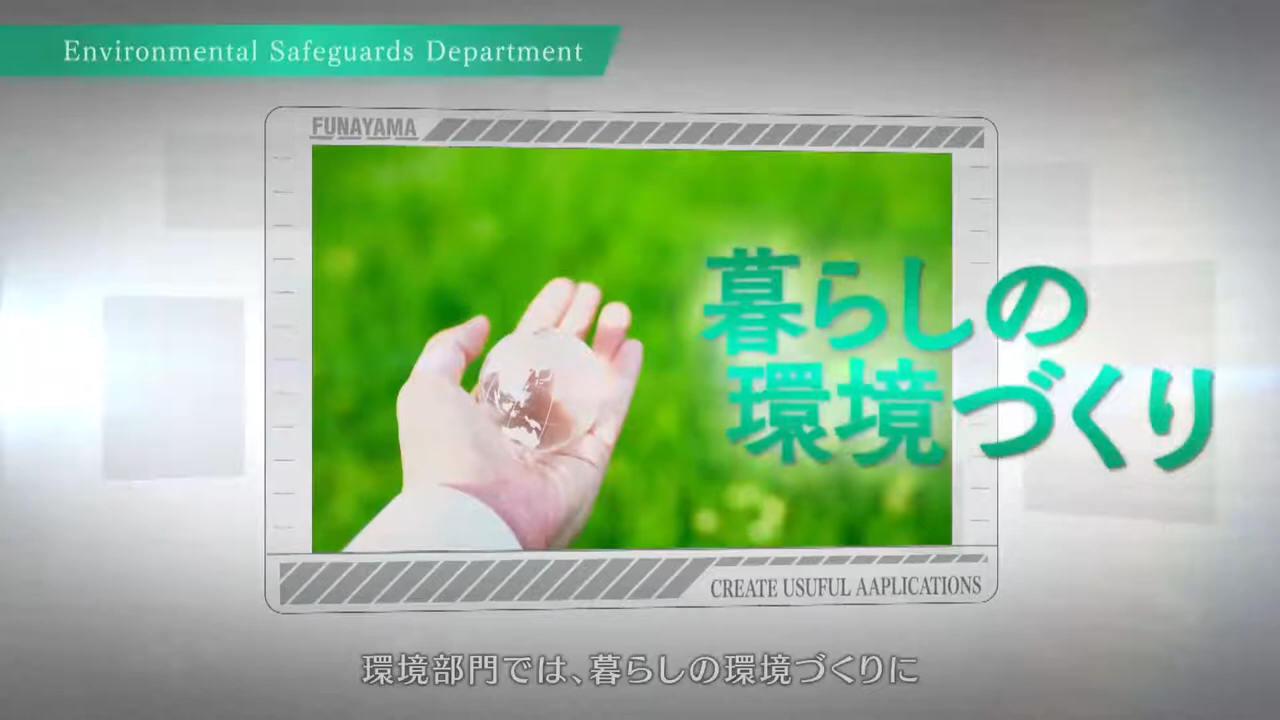 Environmental Safeguards Department
FUNAYAMA
暮らしの
環境づくり
CREATE USUFUL AAPLICATIONS
環境部門では、暮らしの環境づくりに